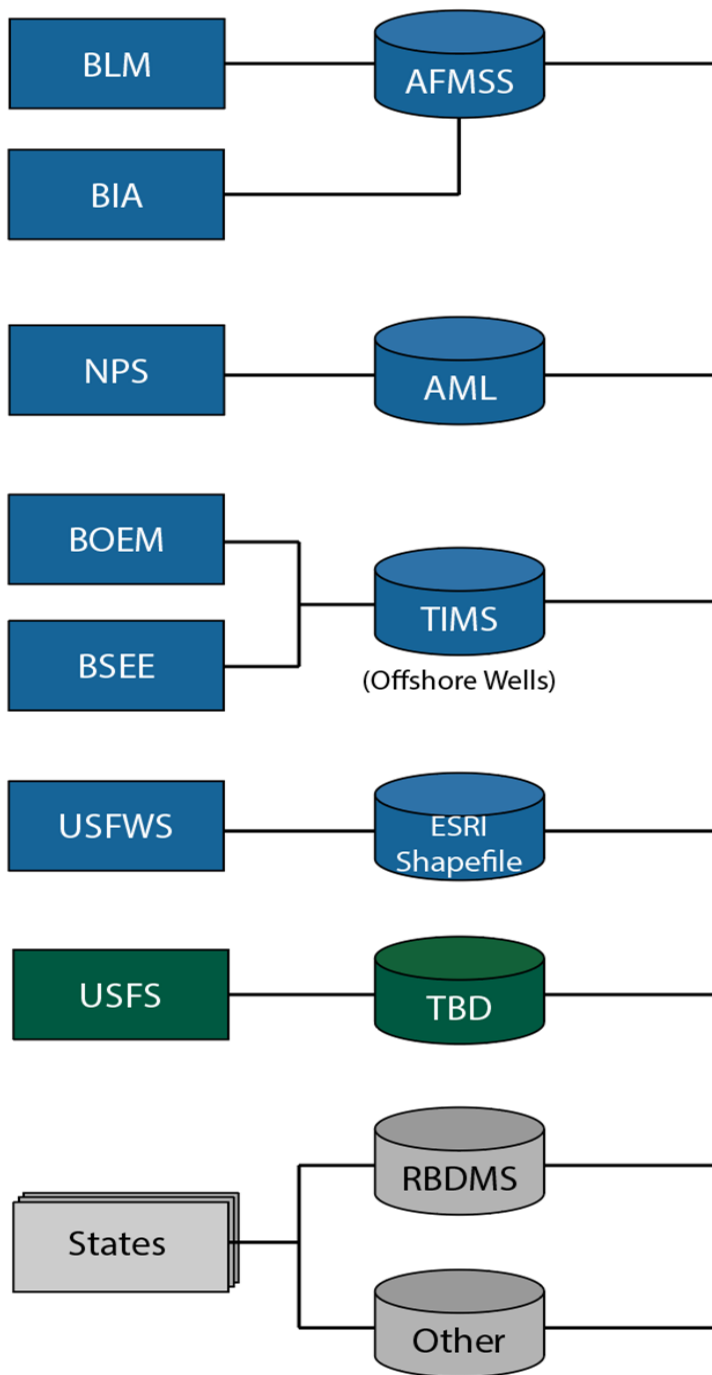 BLM
AFMSS
BIA
NPS
AML
BOEM
TIMS
BSEE
(Offshore Wells)
USFWS
ESRI
Shapefile
USFS
TBD
RBDMS
States
Other